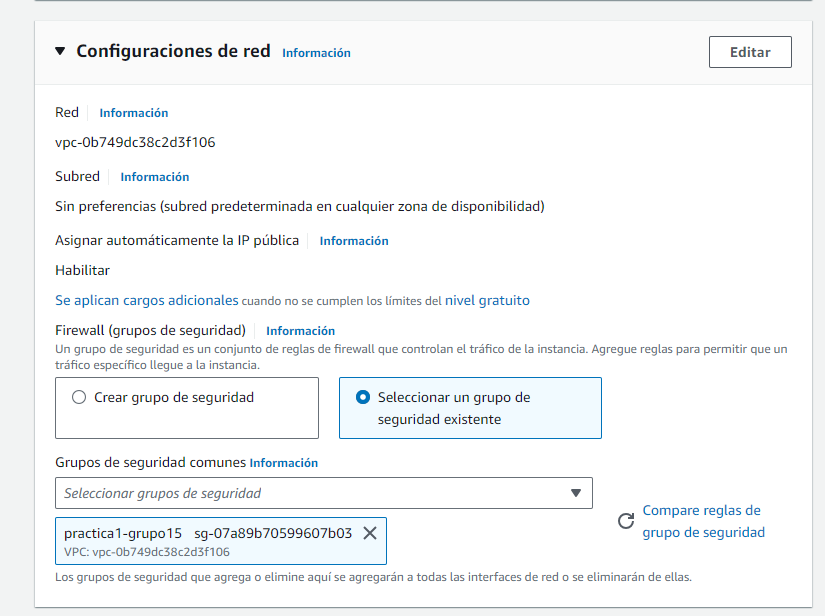 Configuraciones de red Información
Editar
Red Información
vpc-0b749dc38c2d3f106
Subred Información
Sin preferencias (subred predeterminada en cualquier zona de disponibilidad)
Asignar automáticamente la IP pública Información
Habilitar
Se aplican cargos adicionales cuando no se cumplen los límites del nivel gratuito
Firewall (grupos de seguridad) Información
Un grupo de seguridad es un conjunto de reglas de firewall que controlan el tráfico de la instancia. Agregue reglas para permitir que un
tráfico específico llegue a la instancia.
Crear grupo de seguridad
Seleccionar un grupo de
seguridad existente
Grupos de seguridad comunes Información
Seleccionar grupos de seguridad
practica1-grupo15 sg-07a89b70599607b03
VPC: vpc-0b749dc38c2d3f106
Compare reglas de
grupo de seguridad
Los grupos de seguridad que agrega o elimine aquí se agregarán a todas las interfaces de red o se eliminarán de ellas.